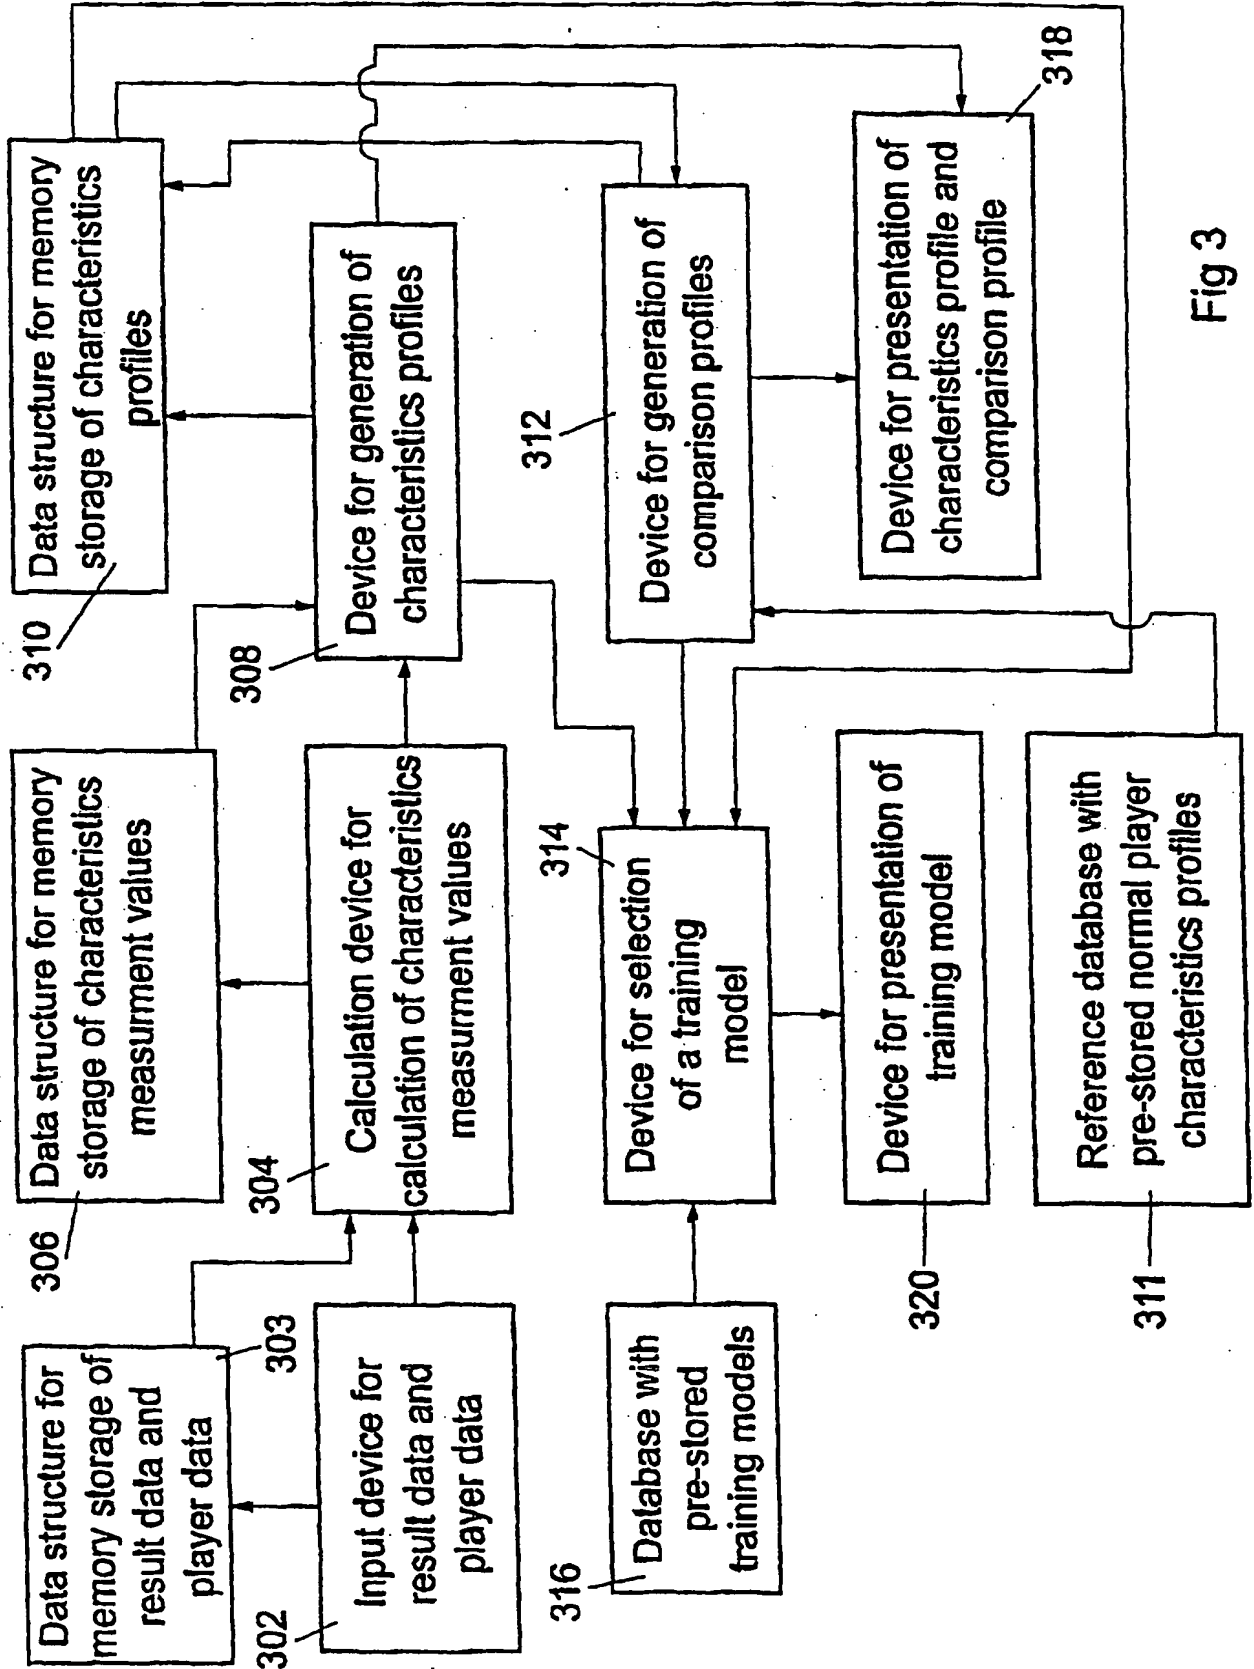 Data structure for
memory storage of
result data and
player data
303
Data structure for memory
storage of characteristics
measurment values
306
Data structure for memory
storage of characteristics
profiles
310
302
Input device for
result data and
player data
304
Calculation device for
calculation of characteristics
measurment values
308
Device for generation of
characteristics profiles
316
Database with
pre-stored
training models
314
Device for selection
of a training
model
312
Device for generation of
comparison profiles
320
Device for presentation of
training model
Device for presentation of
characteristics profile and
comparison profile
318
311
Reference database with
pre-stored normal player
characteristics profiles
Fig 3